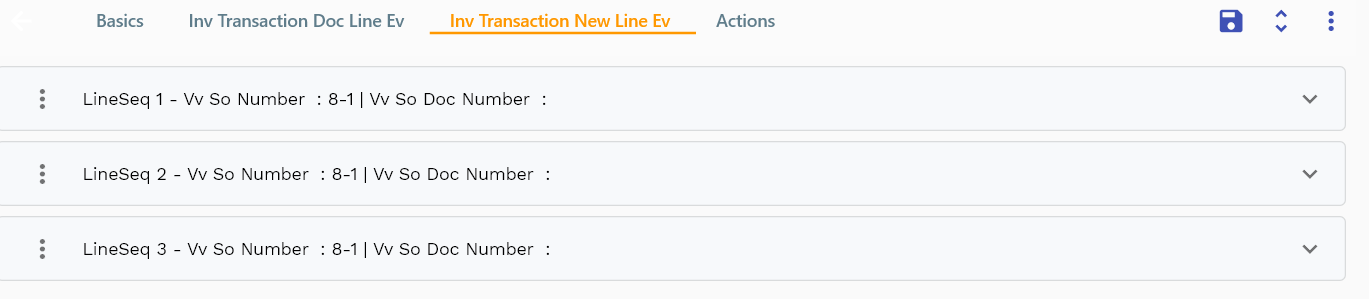 Basics Inv Transaction Doc Line Ev Inv Transaction New Line Ev Actions
LineSeq 1 - Vv So Number : 8-1 | Vv So Doc Number :
LineSeq 2 - Vv So Number : 8-1 | Vv So Doc Number :
LineSeq 3 - Vv So Number : 8-1 | Vv So Doc Number :